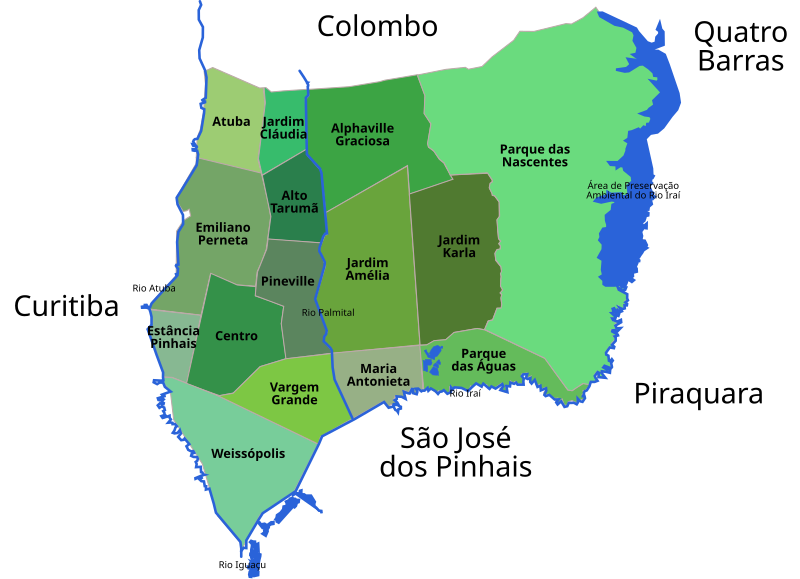 Colombo
Quatro
Barras
Atuba
Jardim
Cláudia
Alphaville
Graciosa
Parque das
Nascentes
Área de Preservação
Ambiental do Rio Iraí
Alto
Tarumã
Emiliano
Perneta
Jardim
Karla
Jardim
Amélia
Pineville
Rio Atuba
Curitiba
Rio Palmital
Estância
Pinhais
Centro
Parque
das Águas
Maria
Antonieta
Vargem
Grande
Rio Iraí
Piraquara
São José
dos Pinhais
Weissópolis
Rio Iguaçu